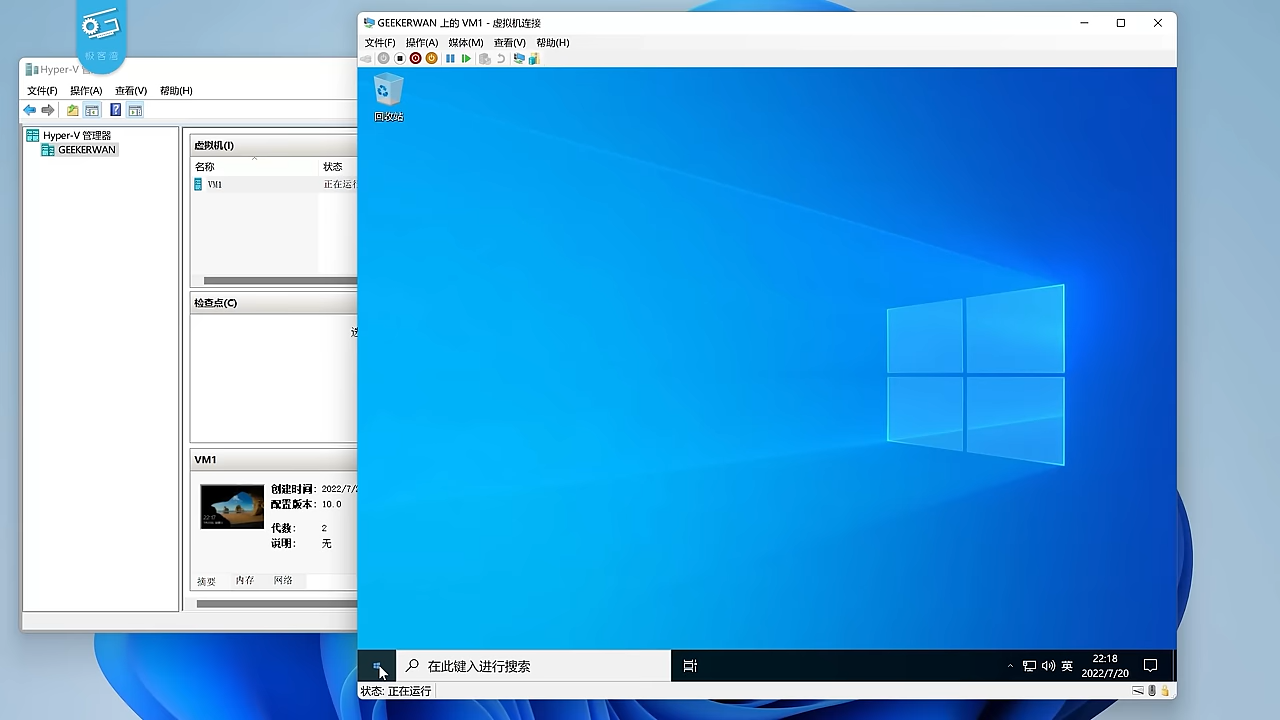 极客湾
Hyper-V
文件(F) 操作(A) 查看(V) 帮助(H)
Hyper-V 管理器
GEEKERWAN
虚拟机(I)
名称 状态
VM1 正在运行
检查点(C)
VM1
创建时间: 2022/7/2
配置版本: 10.0
代数: 2
说明: 无
摘要 内存 网络
GEEKERWAN 上的 VM1 - 虚拟机连接
文件(F) 操作(A) 媒体(M) 查看(V) 帮助(H)
回收站
在此键入进行搜索
英
22:18
2022/7/20
状态: 正在运行